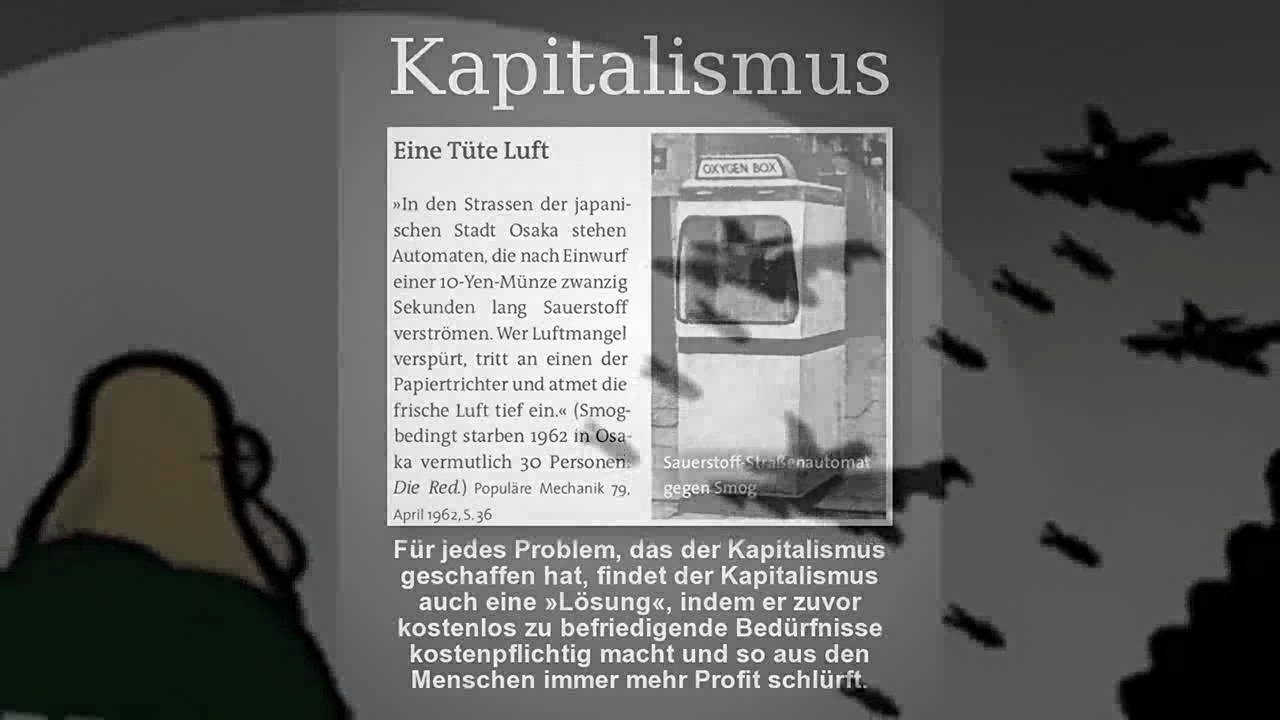 Kapitalismus
Eine Tüte Luft
»In den Strassen der japani-
schen Stadt Osaka stehen
Automaten, die nach Einwurf
einer 10-Yen-Münze zwanzig
Sekunden lang Sauerstoff
verströmen. Wer Luftmangel
verspürt, tritt an einen der
Papiertrichter und atmet die
frische Luft tief ein.« (Smog-
bedingt starben 1962 in Osa-
ka vermutlich 30 Personen.
Die Red.) Populäre Mechanik 79,
April 1962, S. 36
OXYGEN BOX
Sauerstoff-Straßenautomat
gegen Smog
Für jedes Problem, das der Kapitalismus
geschaffen hat, findet der Kapitalismus
auch eine »Lösung«, indem er zuvor
kostenlos zu befriedigende Bedürfnisse
kostenpflichtig macht und so aus den
Menschen immer mehr Profit schlürft.